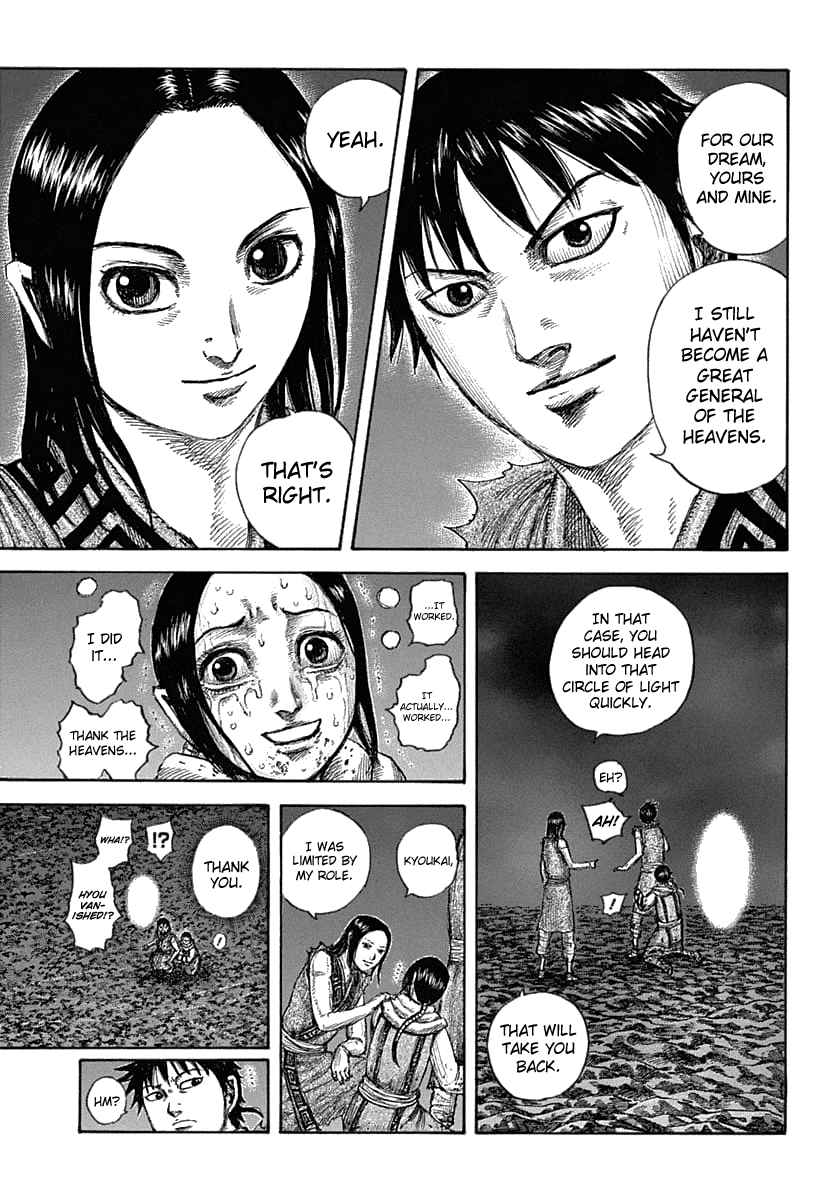 FOR OUR
DREAM,
YOURS
AND MINE.
I STILL
HAVEN'T
BECOME A
GREAT
GENERAL
OF THE
HEAVENS.
YEAH.
THAT'S
RIGHT.
IN THAT
CASE, YOU
SHOULD HEAD
INTO THAT
CIRCLE OF LIGHT
QUICKLY.
EH?
AH!
!
THAT WILL
TAKE YOU
BACK.
...IT
WORKED.
IT
ACTUALLY...
WORKED...
I DID
IT...
THANK THE
HEAVENS...
KYOUKAI,
I WAS
LIMITED BY
MY ROLE.
THANK
YOU.
!?
WHA!?
HYOU
VAN-
ISHED!?
!
HM?